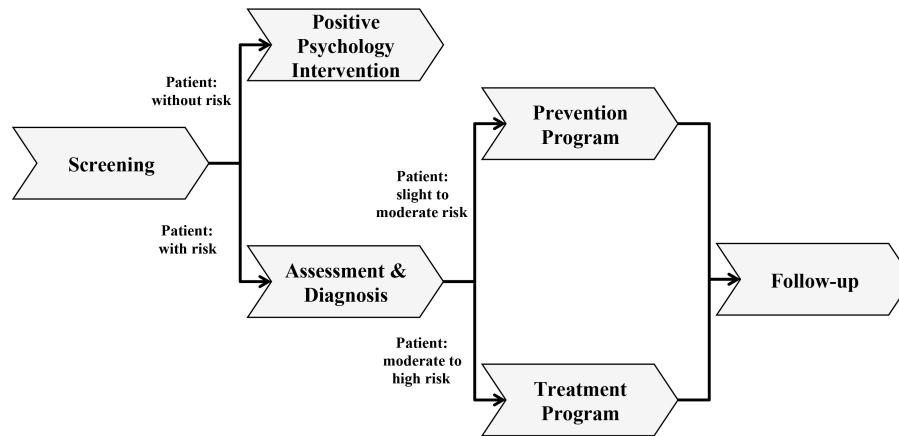 Screening
Patient:
without risk
Positive
Psychology
Intervention
Patient:
with risk
Assessment &
Diagnosis
Patient:
slight to
moderate risk
Prevention
Program
Patient:
moderate to
high risk
Treatment
Program
Follow-up